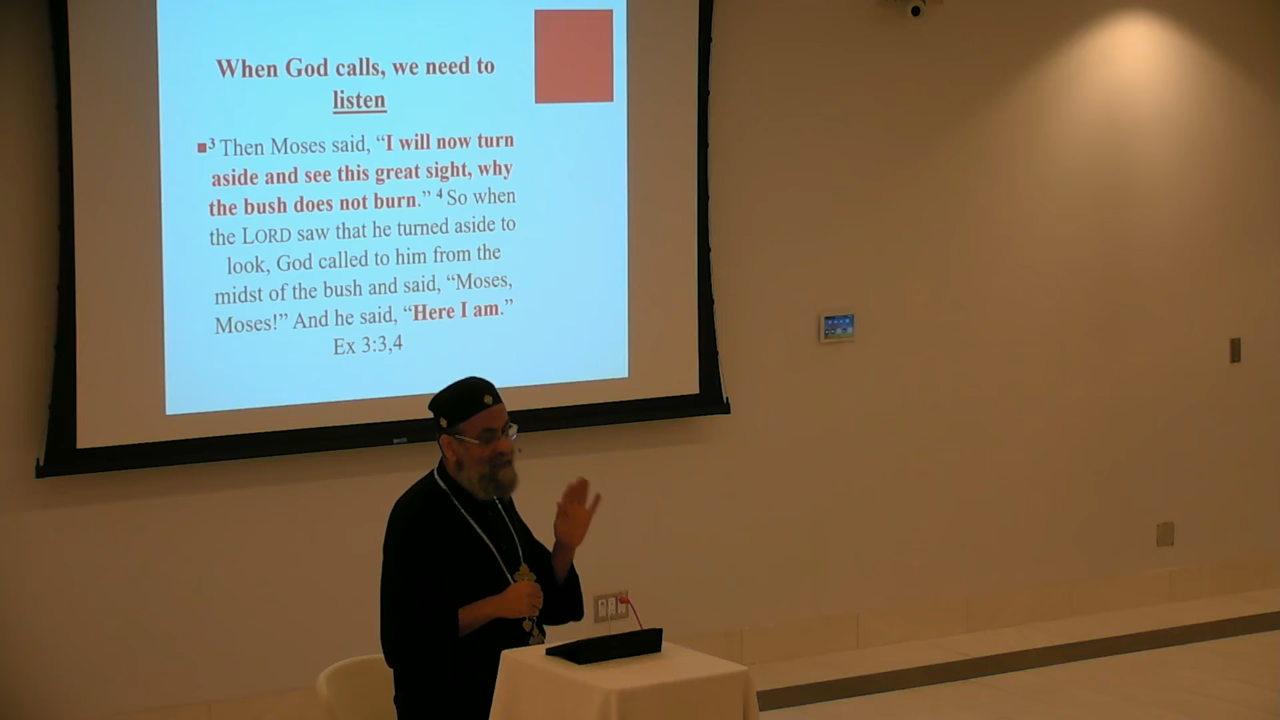 When God calls, we need to
listen
■3 Then Moses said, “I will now turn
aside and see this great sight, why
the bush does not burn.” 4 So when
the LORD saw that he turned aside to
look, God called to him from the
midst of the bush and said, “Moses,
Moses!” And he said, “Here I am.”
Ex 3:3,4